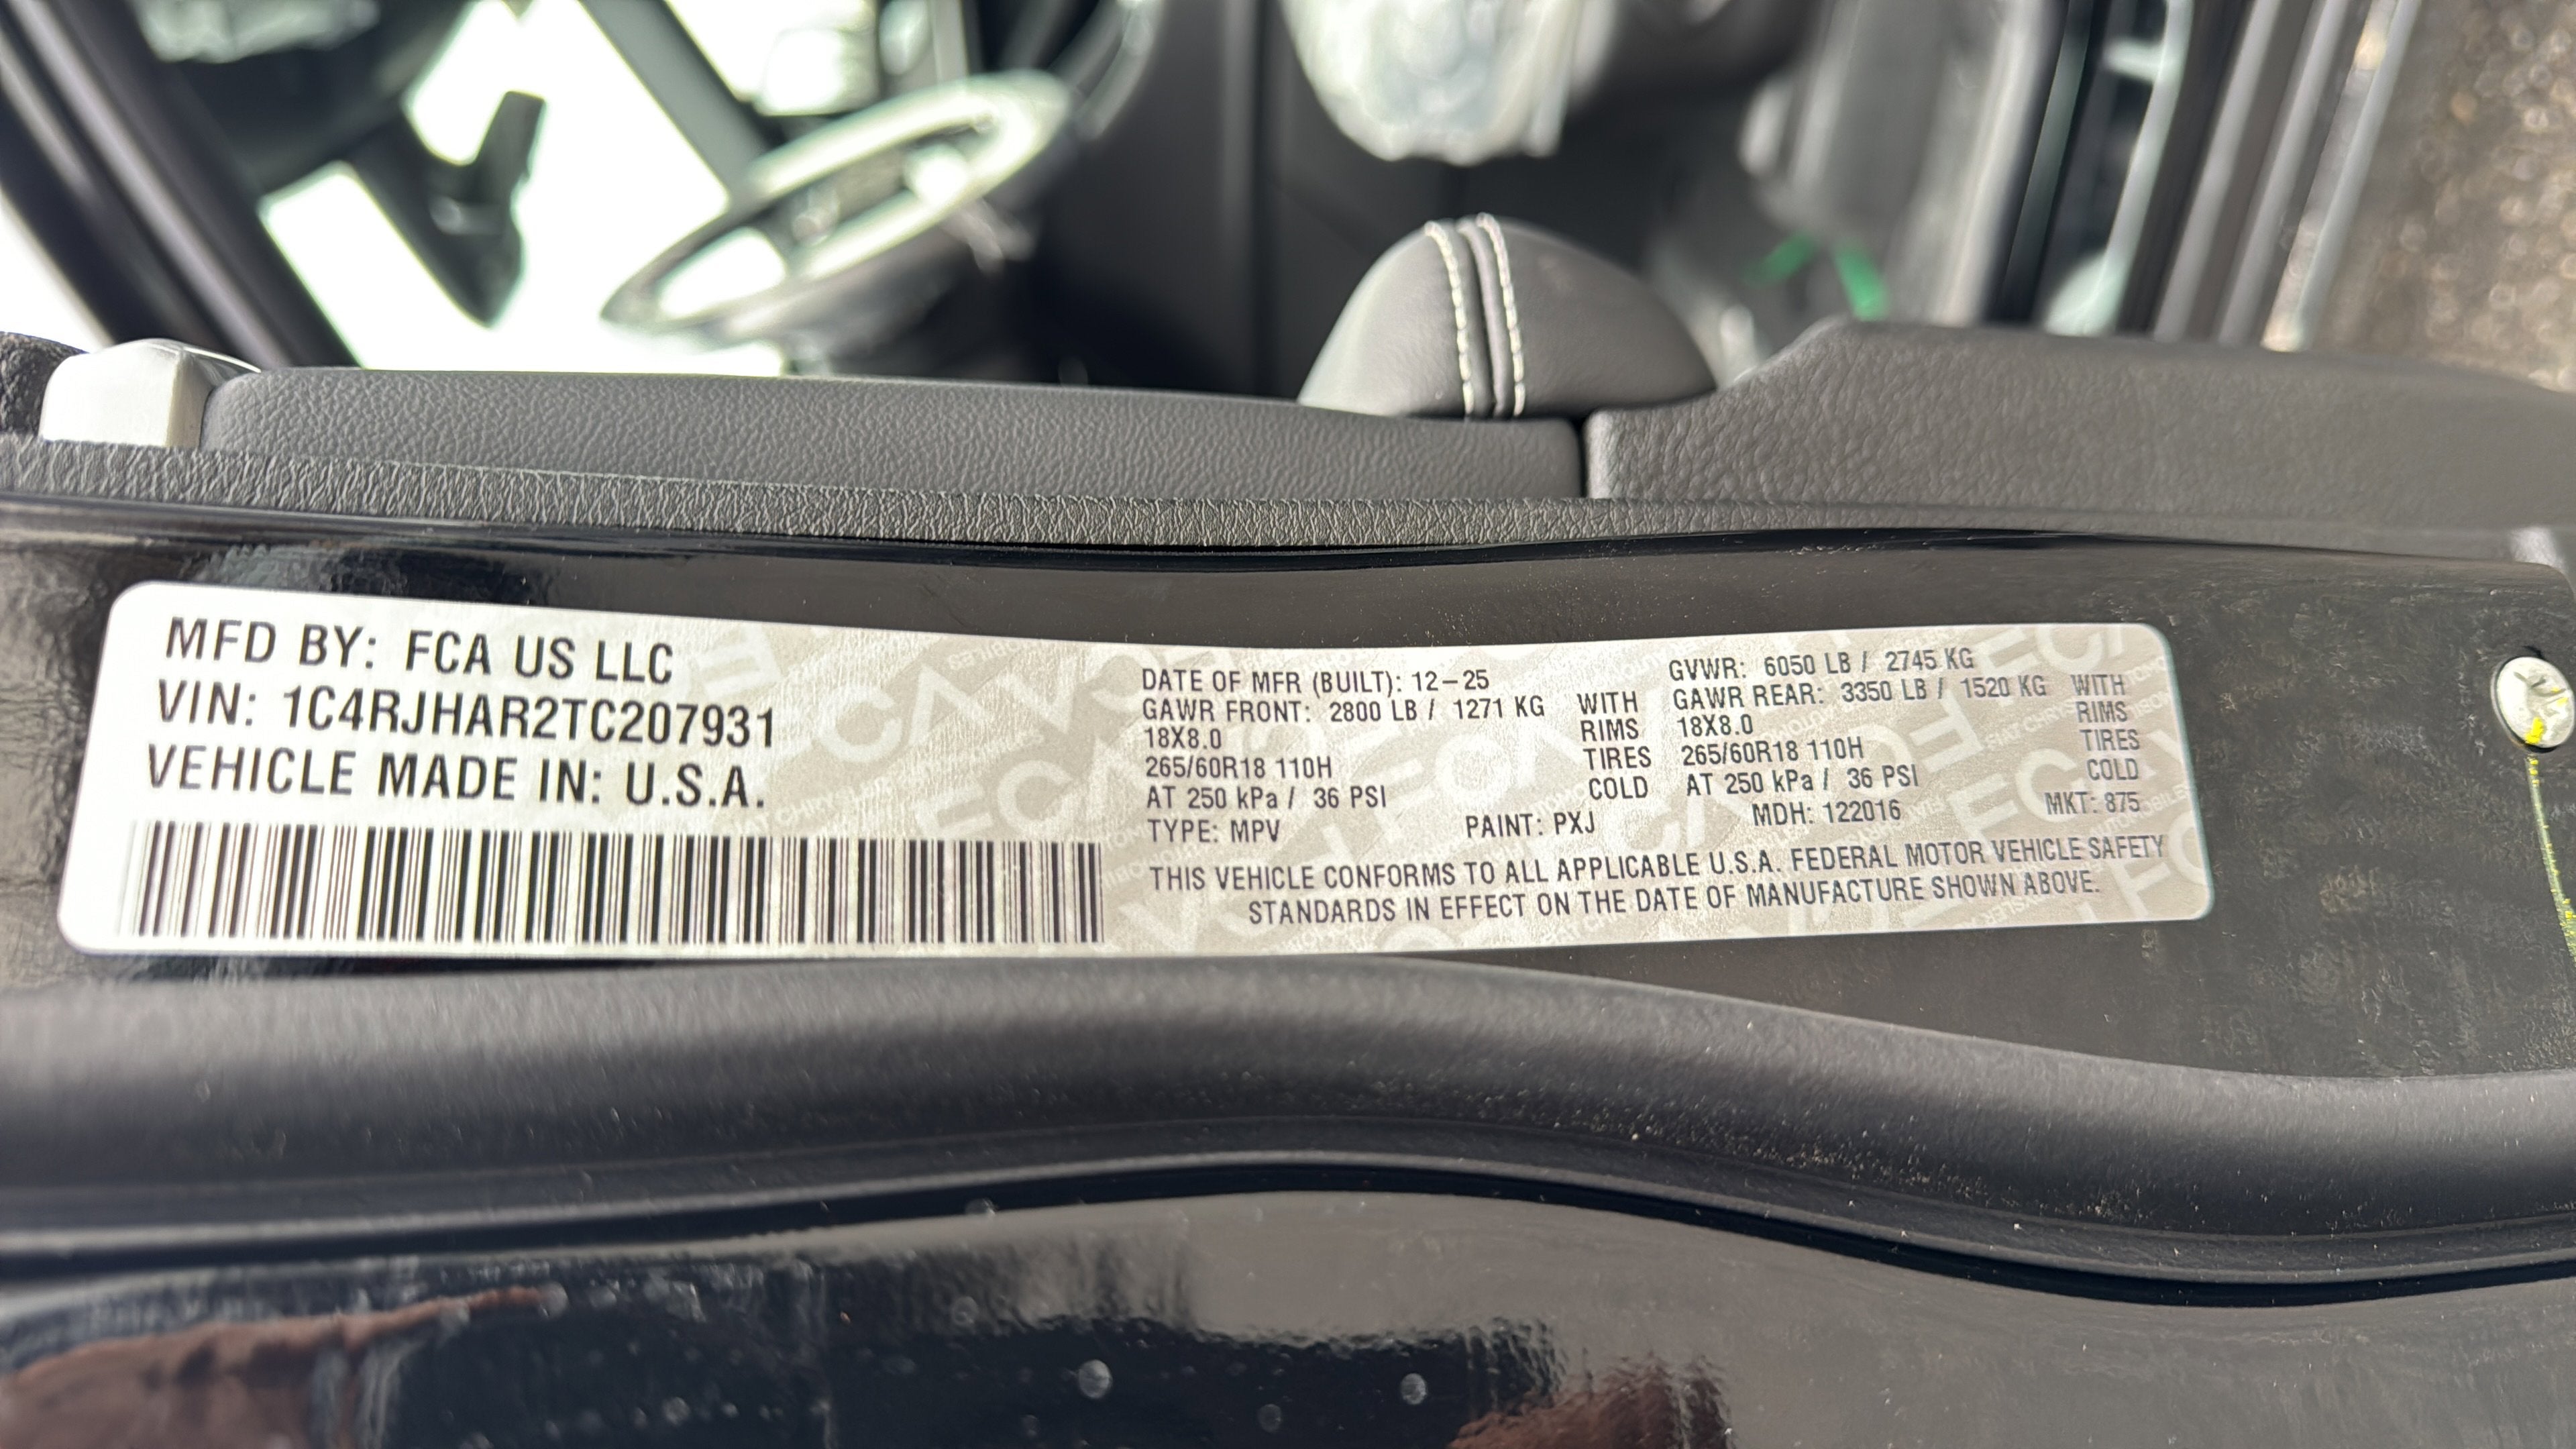 MFD BY: FCA US LLC
VIN: 1C4RJHAR2TC207931
VEHICLE MADE IN: U.S.A.
DATE OF MFR (BUILT): 12-25 GVWR: 6050 LB / 2745 KG
GAWR FRONT: 2800 LB / 1271 KG WITH GAWR REAR: 3350 LB / 1520 KG WITH
18X8.0 RIMS 18X8.0 RIMS
265/60R18 110H TIRES 265/60R18 110H TIRES
AT 250 kPa / 36 PSI COLD AT 250 kPa / 36 PSI COLD
TYPE: MPV PAINT: PXJ MDH: 122016 MKT: 875
THIS VEHICLE CONFORMS TO ALL APPLICABLE U.S.A. FEDERAL MOTOR VEHICLE SAFETY
STANDARDS IN EFFECT ON THE DATE OF MANUFACTURE SHOWN ABOVE.